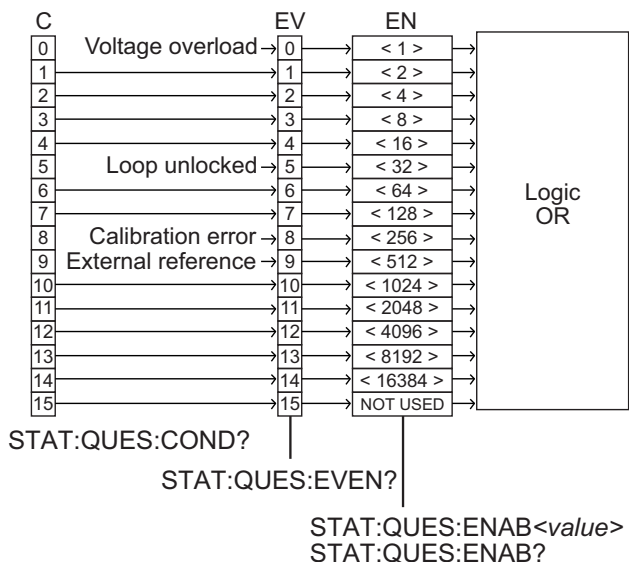 C EV EN
0 Voltage overload 0 < 1 >
1 1 < 2 >
2 2 < 4 >
3 3 < 8 >
4 4 < 16 >
5 Loop unlocked 5 < 32 >
6 6 < 64 >
7 7 < 128 >
8 Calibration error 8 < 256 >
9 External reference 9 < 512 >
10 10 < 1024 >
11 11 < 2048 >
12 12 < 4096 >
13 13 < 8192 >
14 14 < 16384 >
15 15 NOT USED
Logic
OR
STAT:QUES:COND?
STAT:QUES:EVEN?
STAT:QUES:ENAB<value>
STAT:QUES:ENAB?